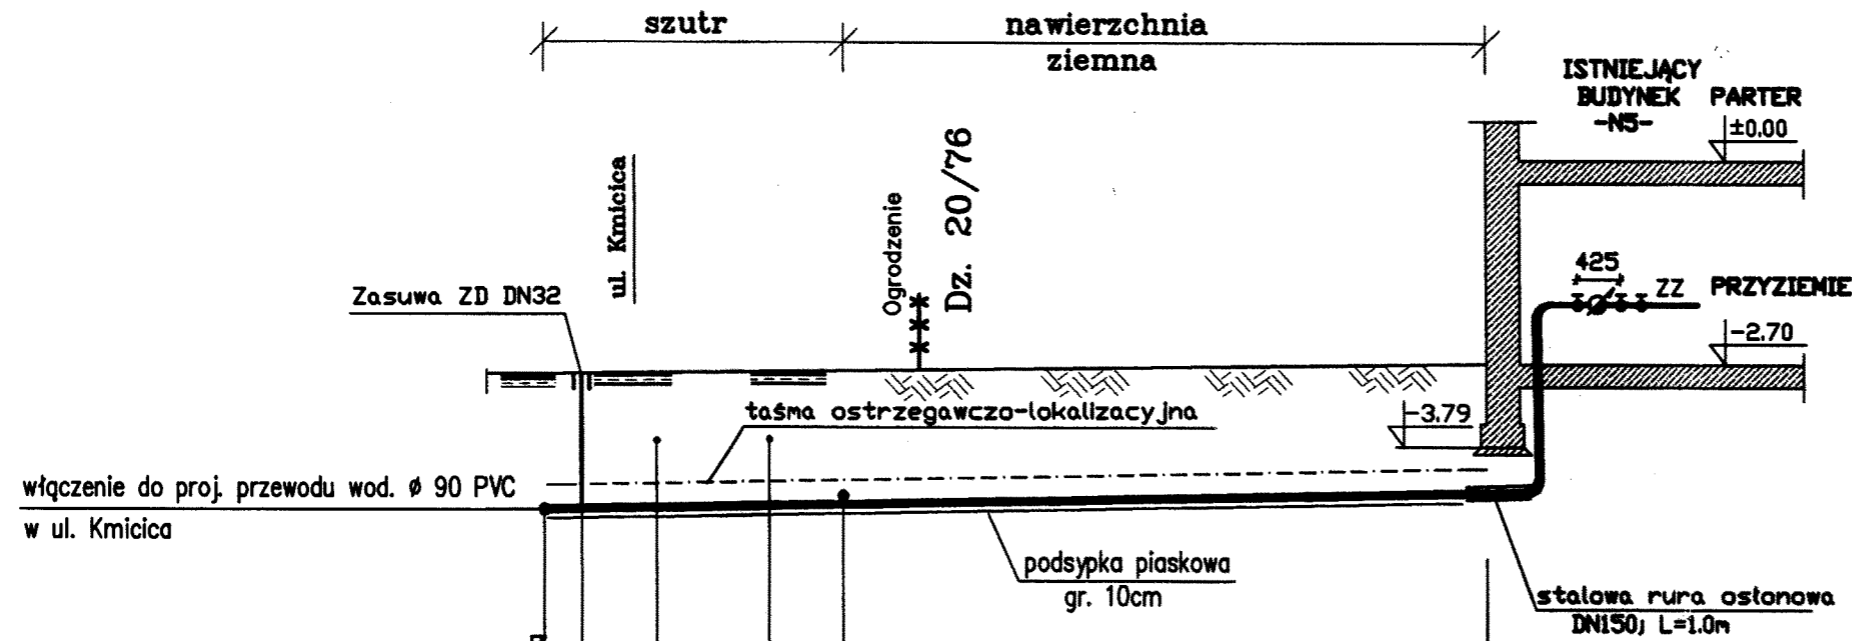 szutr
nawierzchnia
ziemna
ISTNIEJĄCY
BUDYNEK
-N5-
PARTER
±0.00
ul. Kmicica
Ogrodzenie
Dz. 20/76
Zasuwa ZD DN32
425
ZZ
PRZYZIEMIE
-2.70
taśma ostrzegawczo-lokalizacyjna
-3.79
włączenie do proj. przewodu wod. ø 90 PVC
w ul. Kmicica
podsypka piaskowa
gr. 10cm
stalowa rura osłonowa
DN150; L=1.0m